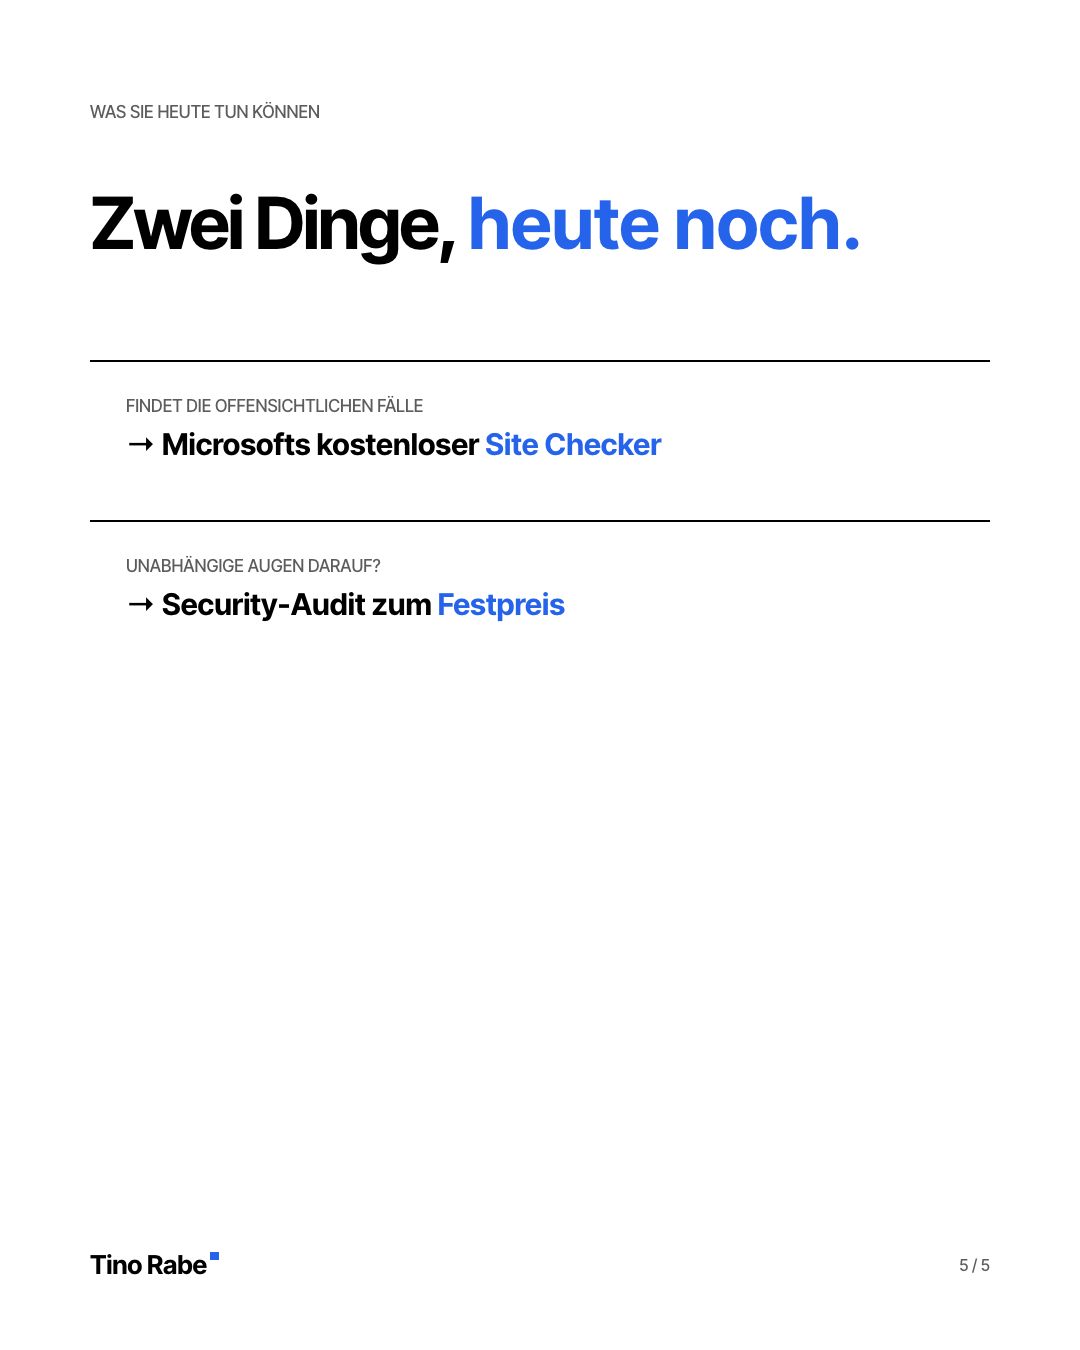 WAS SIE HEUTE TUN KÖNNEN
Zwei Dinge, heute noch.
FINDET DIE OFFENSICHTLICHEN FÄLLE
→ Microsofts kostenloser Site Checker
UNABHÄNGIGE AUGEN DARAUF?
→ Security-Audit zum Festpreis
Tino Rabe
5 / 5